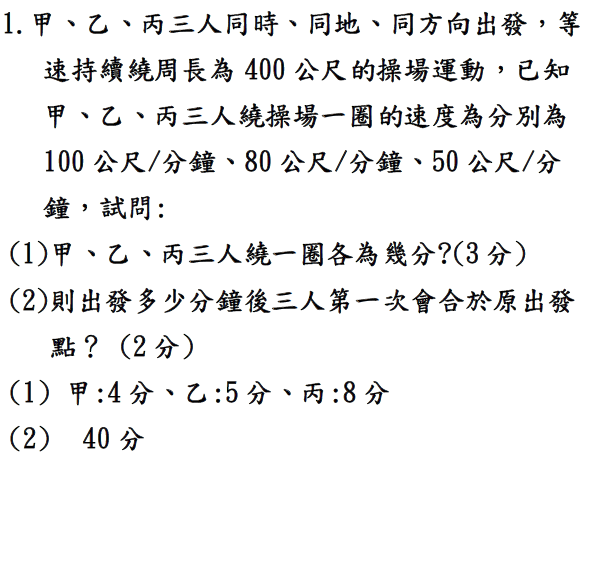 1.甲、乙、丙三人同時、同地、同方向出發，等
速持續繞周長為 400 公尺的操場運動，已知
甲、乙、丙三人繞操場一圈的速度為分別為
100 公尺/分鐘、80 公尺/分鐘、50 公尺/分
鐘，試問:
(1)甲、乙、丙三人繞一圈各為幾分?(3 分)
(2)則出發多少分鐘後三人第一次會合於原出發
點？ (2 分)
(1) 甲:4 分、乙:5 分、丙:8 分
(2) 40 分